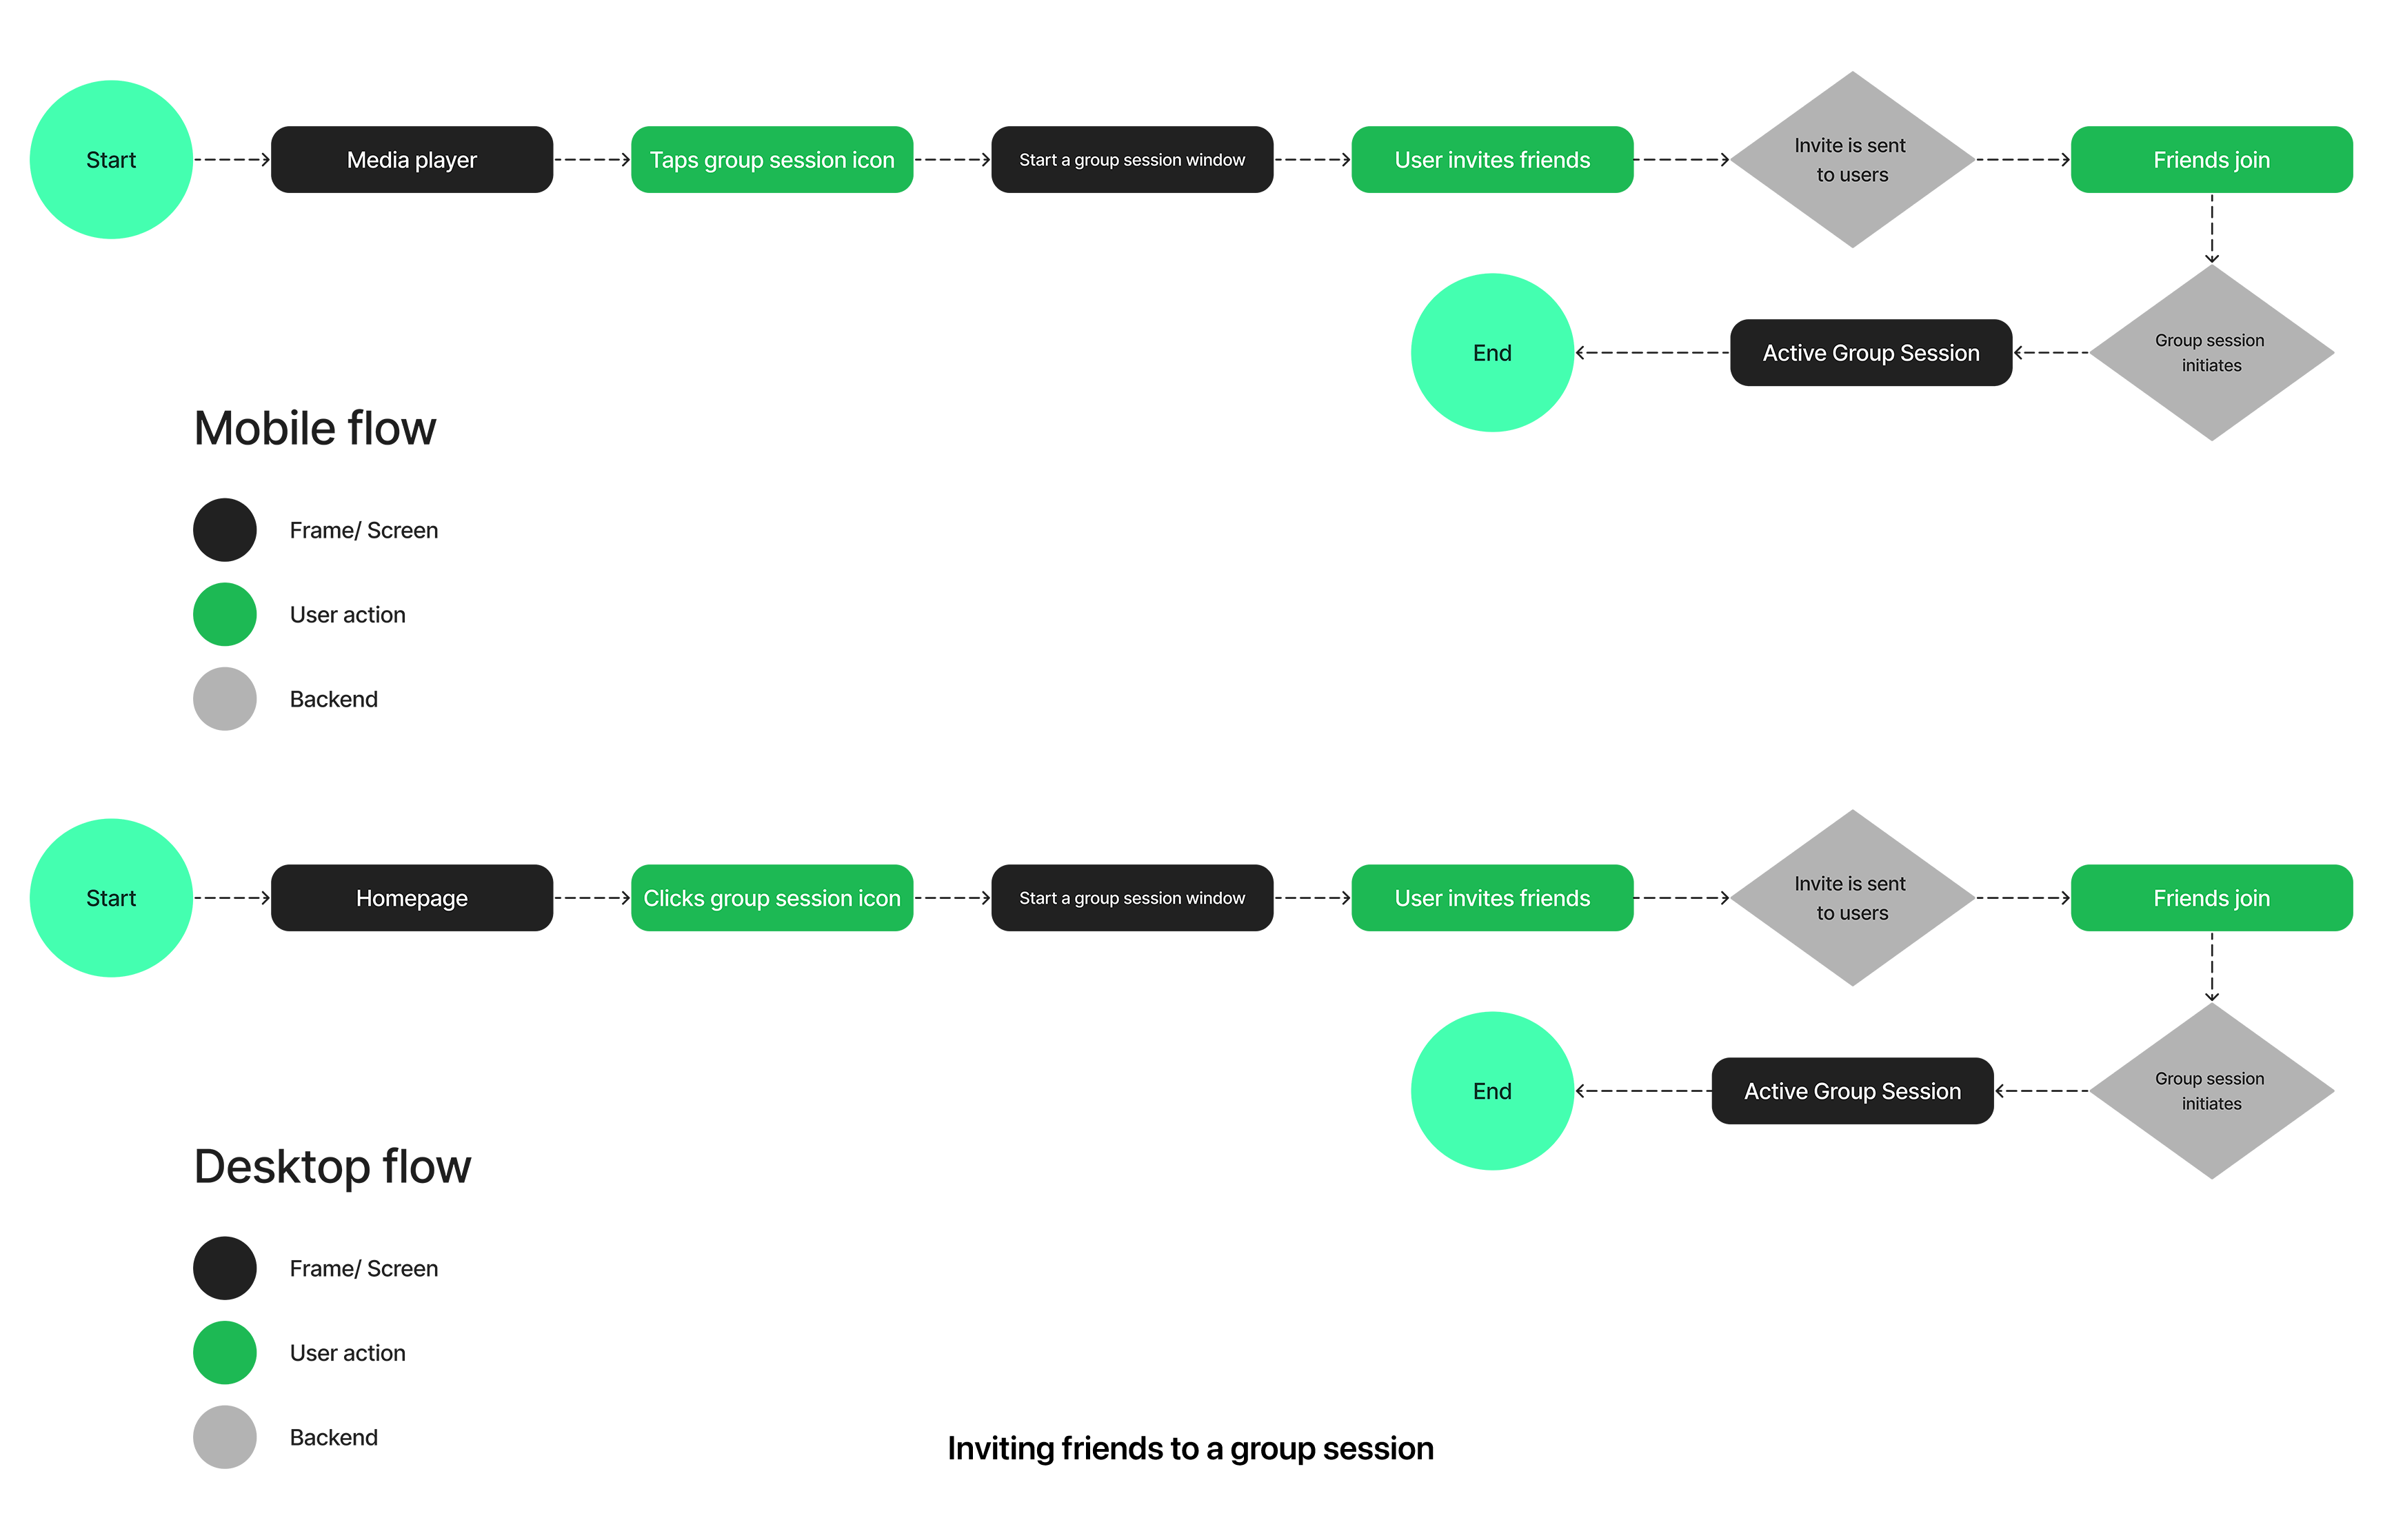 Start
Media player
Taps group session icon
Start a group session window
User invites friends
Invite is sent
to users
Friends join
End
Active Group Session
Group session
initiates
Mobile flow
Frame/ Screen
User action
Backend
Start
Homepage
Clicks group session icon
Start a group session window
User invites friends
Invite is sent
to users
Friends join
End
Active Group Session
Group session
initiates
Desktop flow
Frame/ Screen
User action
Backend
Inviting friends to a group session